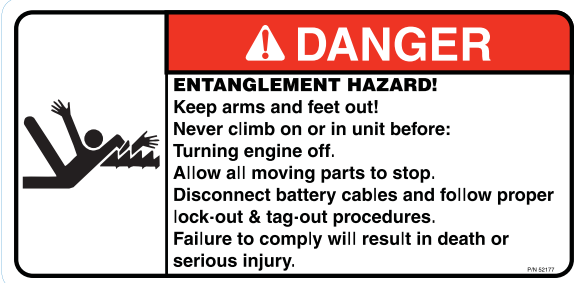 DANGER
ENTANGLEMENT HAZARD!
Keep arms and feet out!
Never climb on or in unit before:
Turning engine off.
Allow all moving parts to stop.
Disconnect battery cables and follow proper
lock-out & tag-out procedures.
Failure to comply will result in death or
serious injury.
P/N 52177